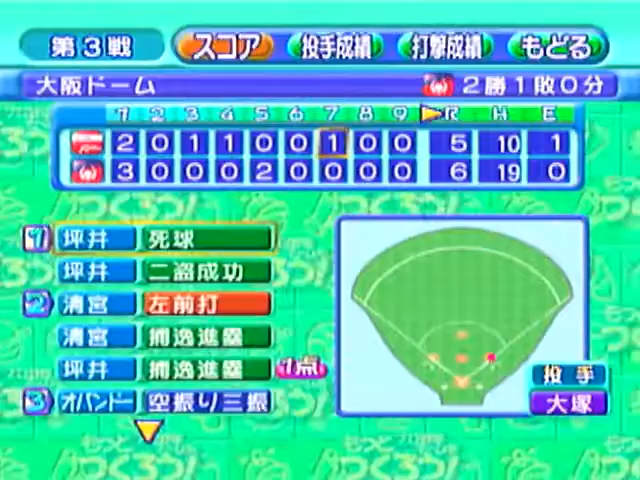 第3戦 スコア 投手成績 打撃成績 もどる
大阪ドーム 2勝1敗0分
1 2 3 4 5 6 7 8 9 R H E
2 0 1 1 0 0 1 0 0 5 10 1
3 0 0 0 2 0 0 0 0 6 19 0
1 坪井 死球
坪井 二盗成功
2 清宮 左前打
清宮 捕逸進塁
坪井 捕逸進塁 1点
3 オバンドー 空振り三振
投手
大塚